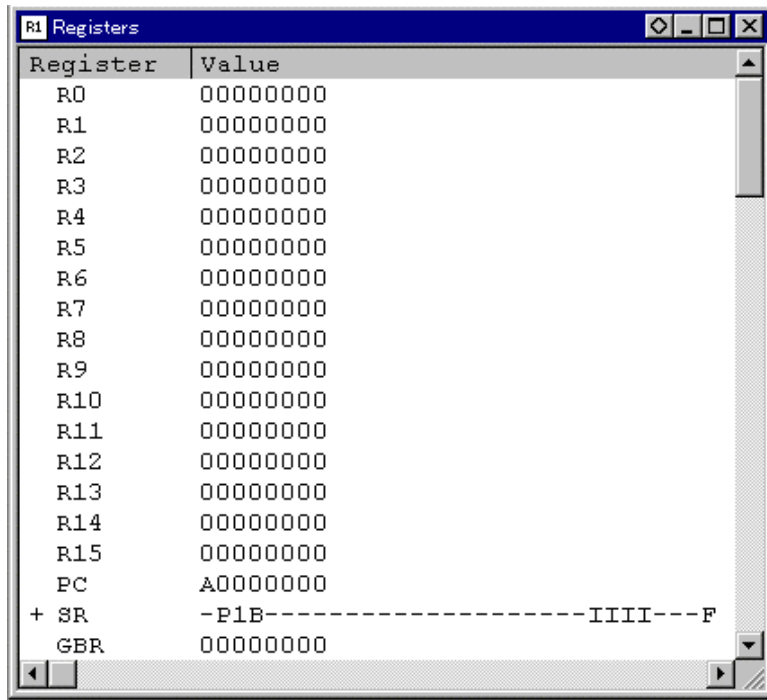 R1 Registers
Register Value
R0 00000000
R1 00000000
R2 00000000
R3 00000000
R4 00000000
R5 00000000
R6 00000000
R7 00000000
R8 00000000
R9 00000000
R10 00000000
R11 00000000
R12 00000000
R13 00000000
R14 00000000
R15 00000000
PC A0000000
+ SR -P1B--------------------IIII---F
GBR 00000000